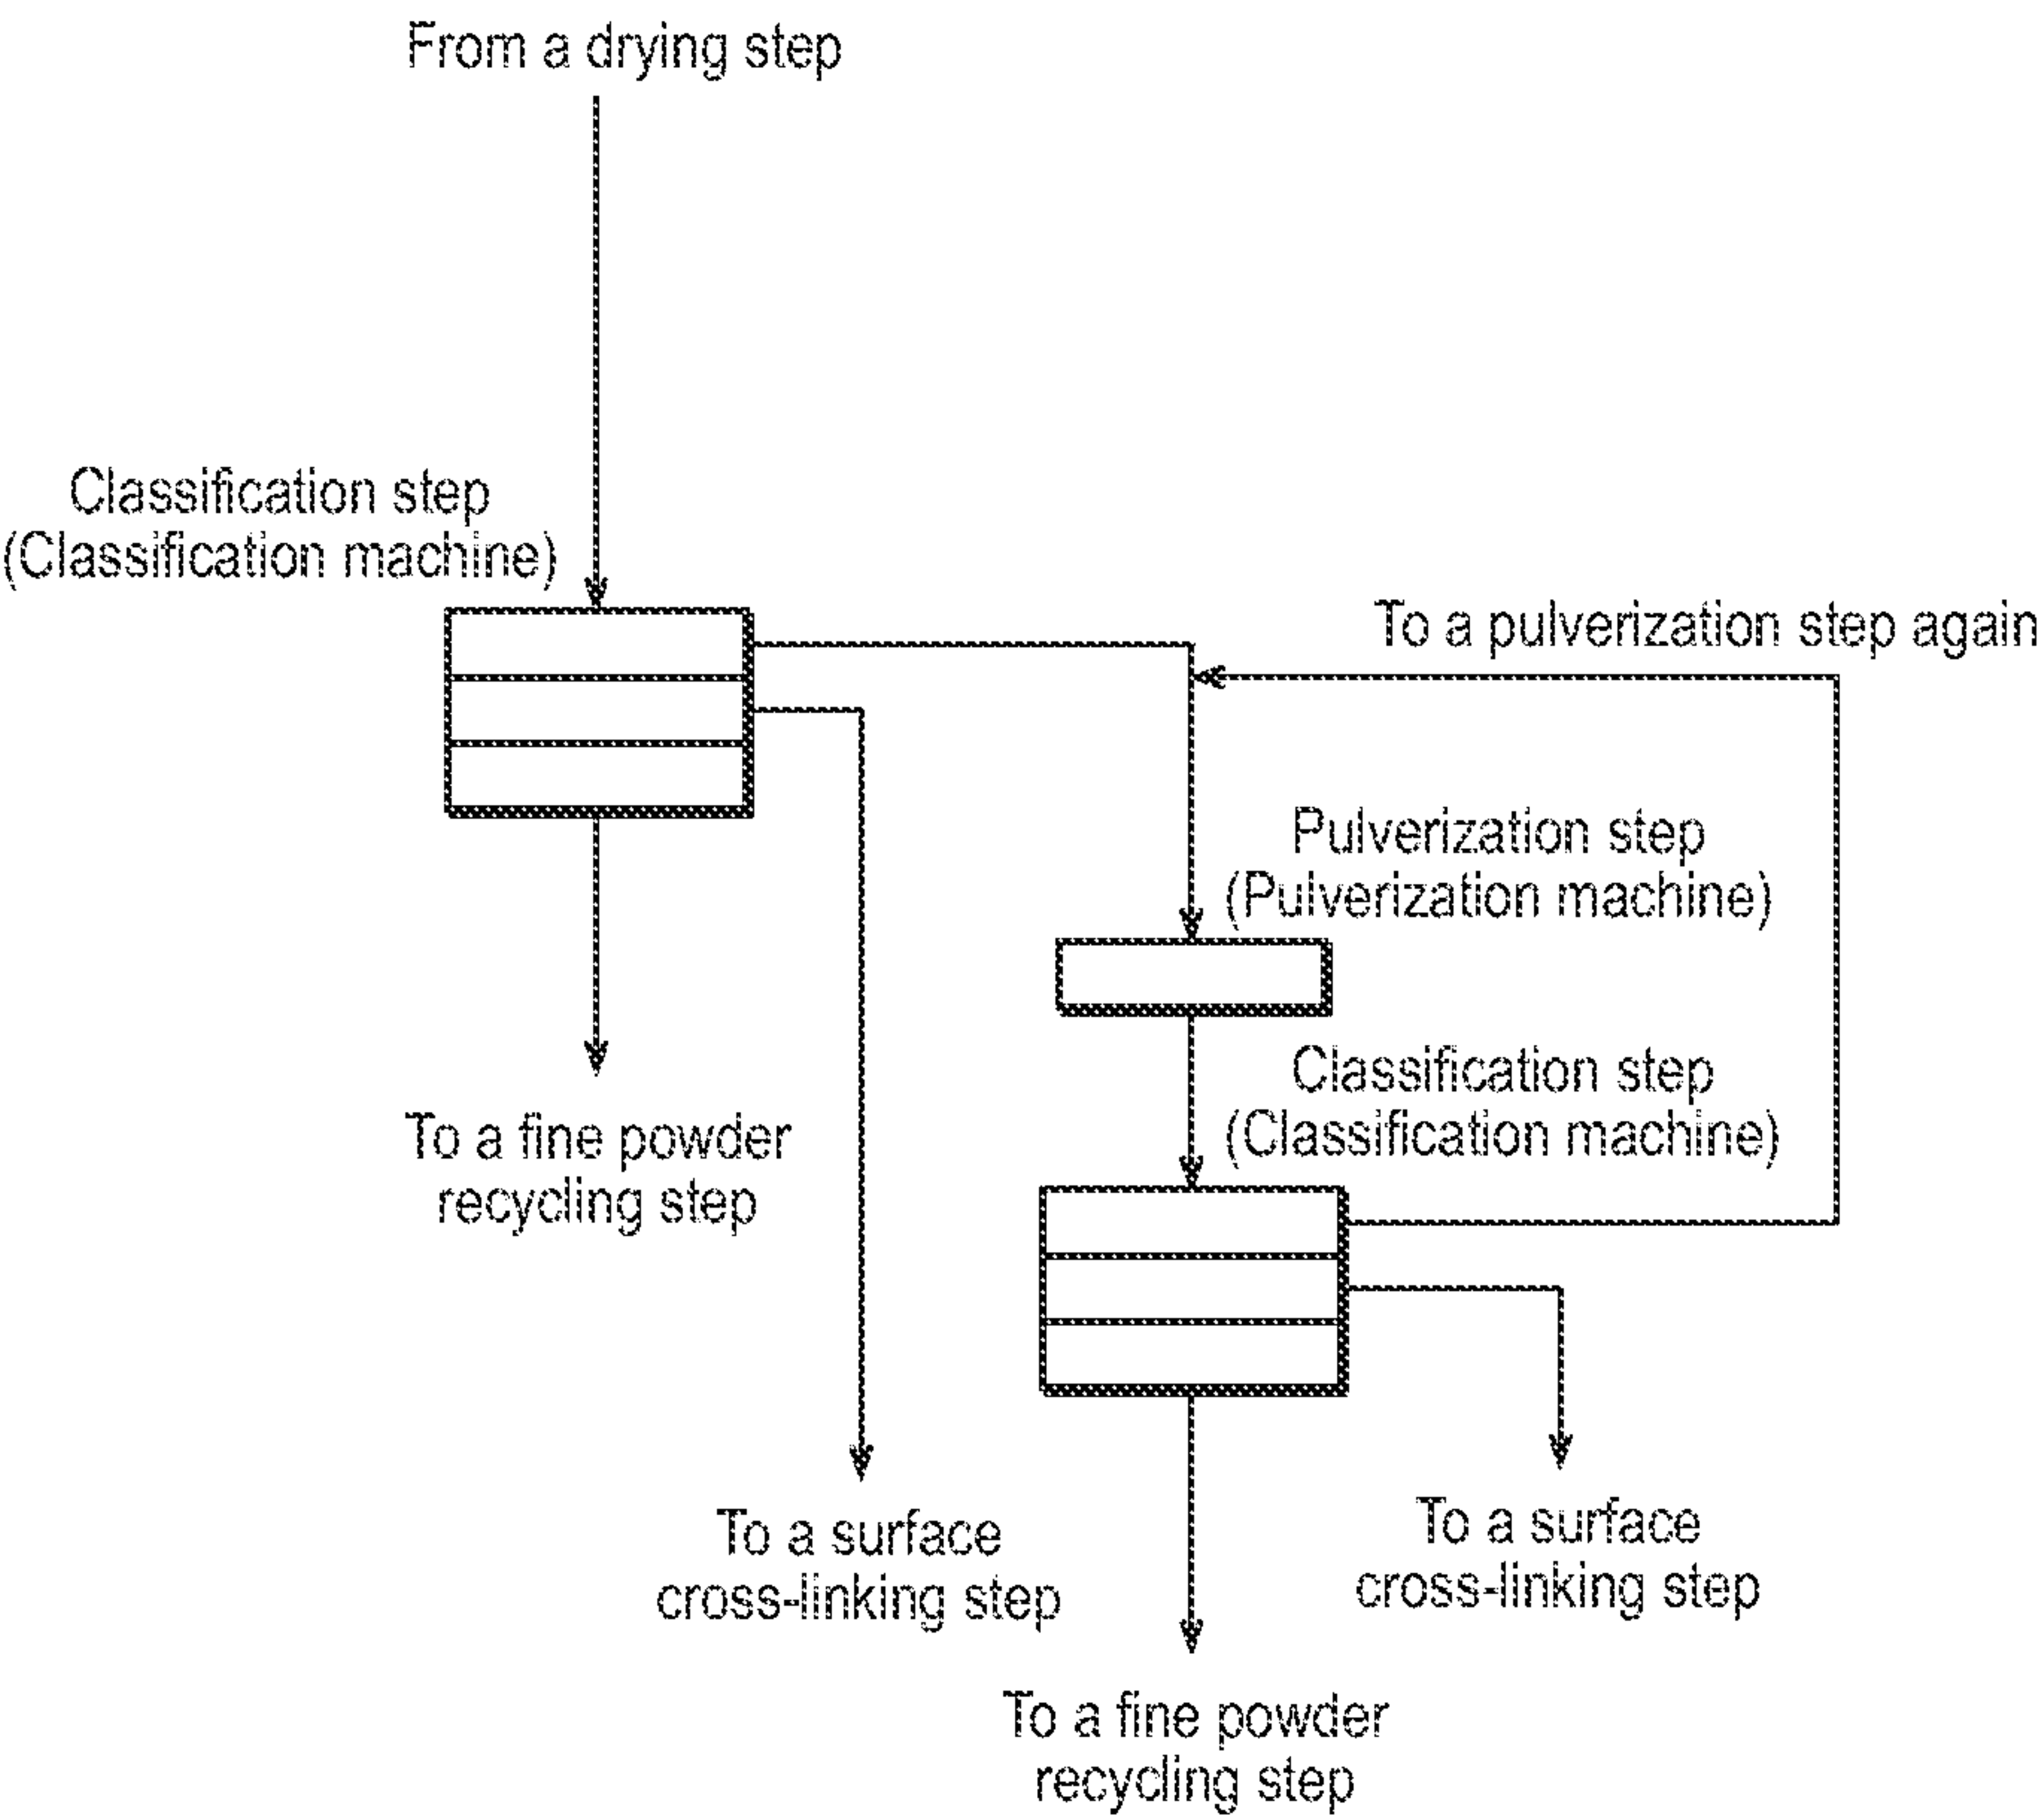 From a drying step
Classification step
(Classification machine)
To a pulverization step again
Pulverization step
(Pulverization machine)
Classification step
(Classification machine)
To a fine powder
recycling step
To a surface
cross-linking step
To a surface
cross-linking step
To a fine powder
recycling step